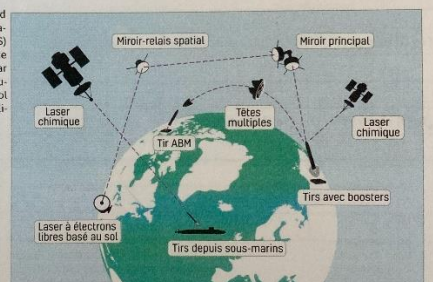 Miroir-relais spatial
Miroir principal
Laser
chimique
Tir ABM
Têtes
multiples
Laser
chimique
Tirs avec boosters
Laser à électrons
libres basé au sol
Tirs depuis sous-marins